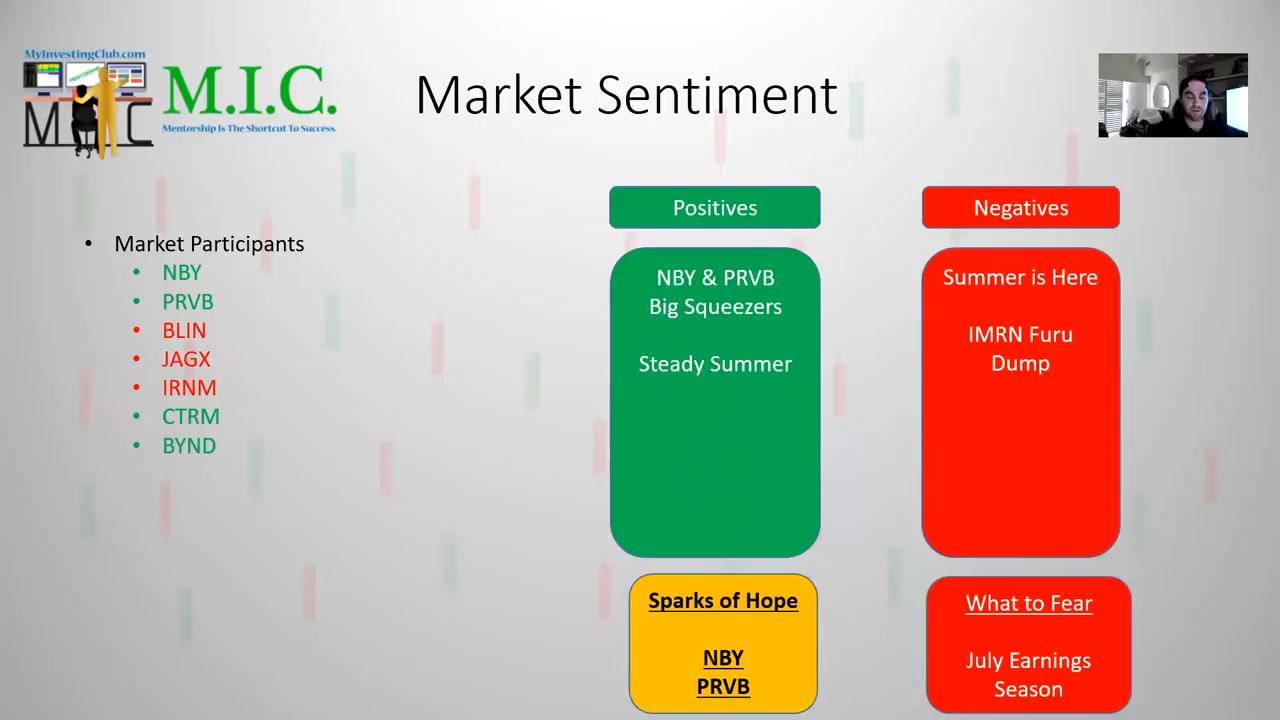 MyInvestingClub.com
M.I.C.
Mentorship Is The Shortcut To Success.
Market Sentiment
Market Participants
NBY
PRVB
BLIN
JAGX
IRNM
CTRM
BYND
Positives
NBY & PRVB
Big Squeezers
Steady Summer
Negatives
Summer is Here
IMRN Furu
Dump
Sparks of Hope
NBY
PRVB
What to Fear
July Earnings
Season